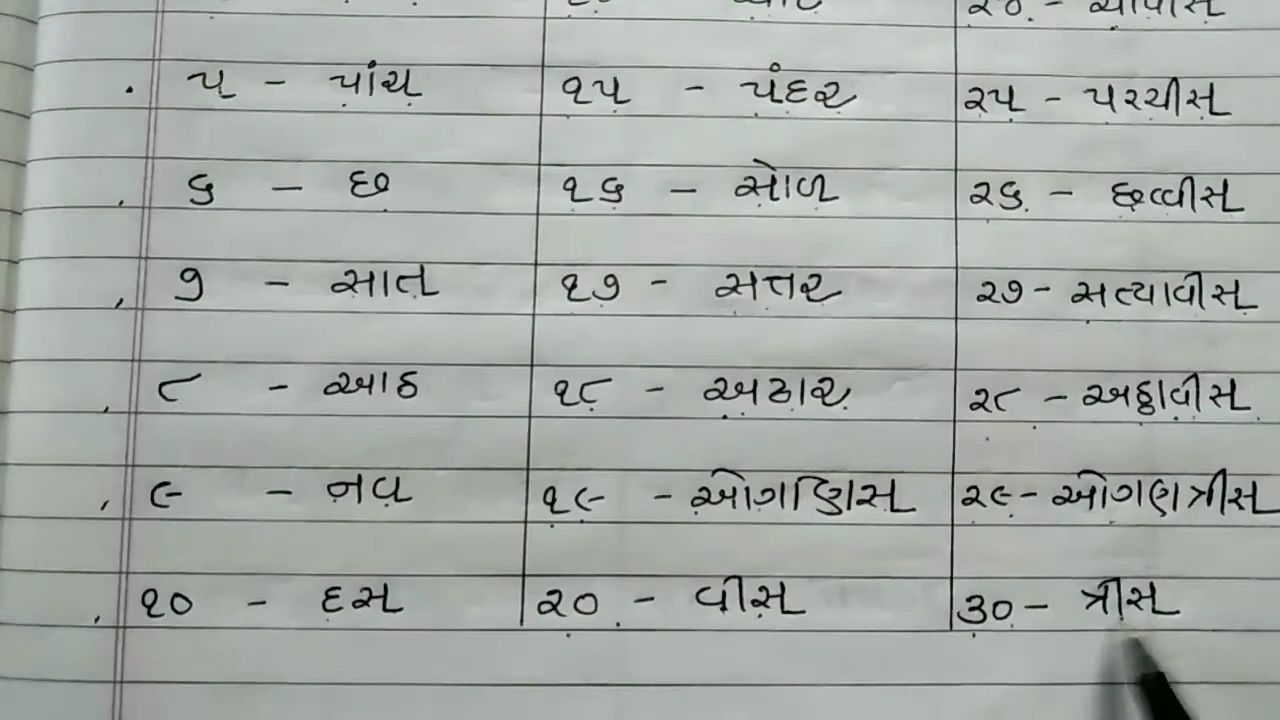 ૫ - પાંચ ૧૫ - પંદર ૨૫ - પચ્ચીસ
૬ - છ ૧૬ - સોળ ૨૬ - છવ્વીસ
૭ - સાત ૧૭ - સત્તર ૨૭ - સત્યાવીસ
૮ - આઠ ૧૮ - અઢાર ૨૮ - અઠ્ઠાવીસ
૯ - નવ ૧૯ - ઓગણિસ ૨૯ - ઓગણત્રીસ
૧૦ - દસ ૨૦ - વીસ ૩૦ - ત્રીસ